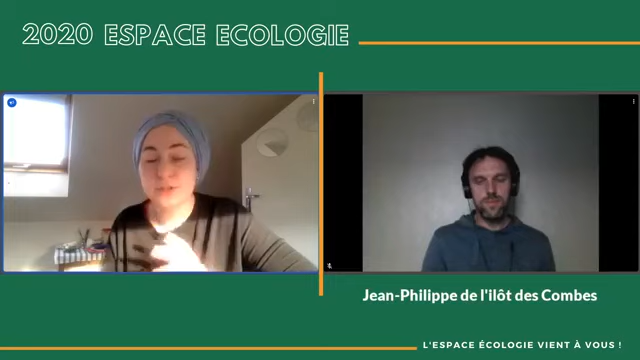 2020 ESPACE ECOLOGIE
Jean-Philippe de l'ilôt des Combes
L'ESPACE ÉCOLOGIE VIENT À VOUS !